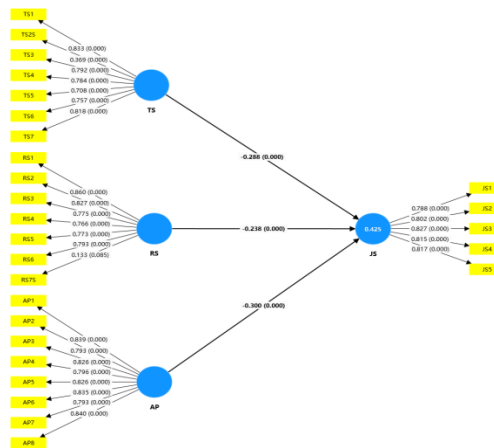 TS1
TS2S
TS3
TS4
TS5
TS6
TS7
0.833 (0.000)
0.369 (0.000)
0.792 (0.000)
0.784 (0.000)
0.708 (0.000)
0.757 (0.000)
0.818 (0.000)
TS
-0.288 (0.000)
RS1
RS2
RS3
RS4
RS5
RS6
RS7S
0.860 (0.000)
0.827 (0.000)
0.775 (0.000)
0.766 (0.000)
0.773 (0.000)
0.793 (0.000)
0.133 (0.085)
RS
-0.238 (0.000)
0.425
JS
0.788 (0.000)
0.802 (0.000)
0.827 (0.000)
0.815 (0.000)
0.817 (0.000)
JS1
JS2
JS3
JS4
JS5
AP1
AP2
AP3
AP4
AP5
AP6
AP7
AP8
0.839 (0.000)
0.793 (0.000)
0.826 (0.000)
0.796 (0.000)
0.826 (0.000)
0.835 (0.000)
0.793 (0.000)
0.840 (0.000)
AP
-0.300 (0.000)